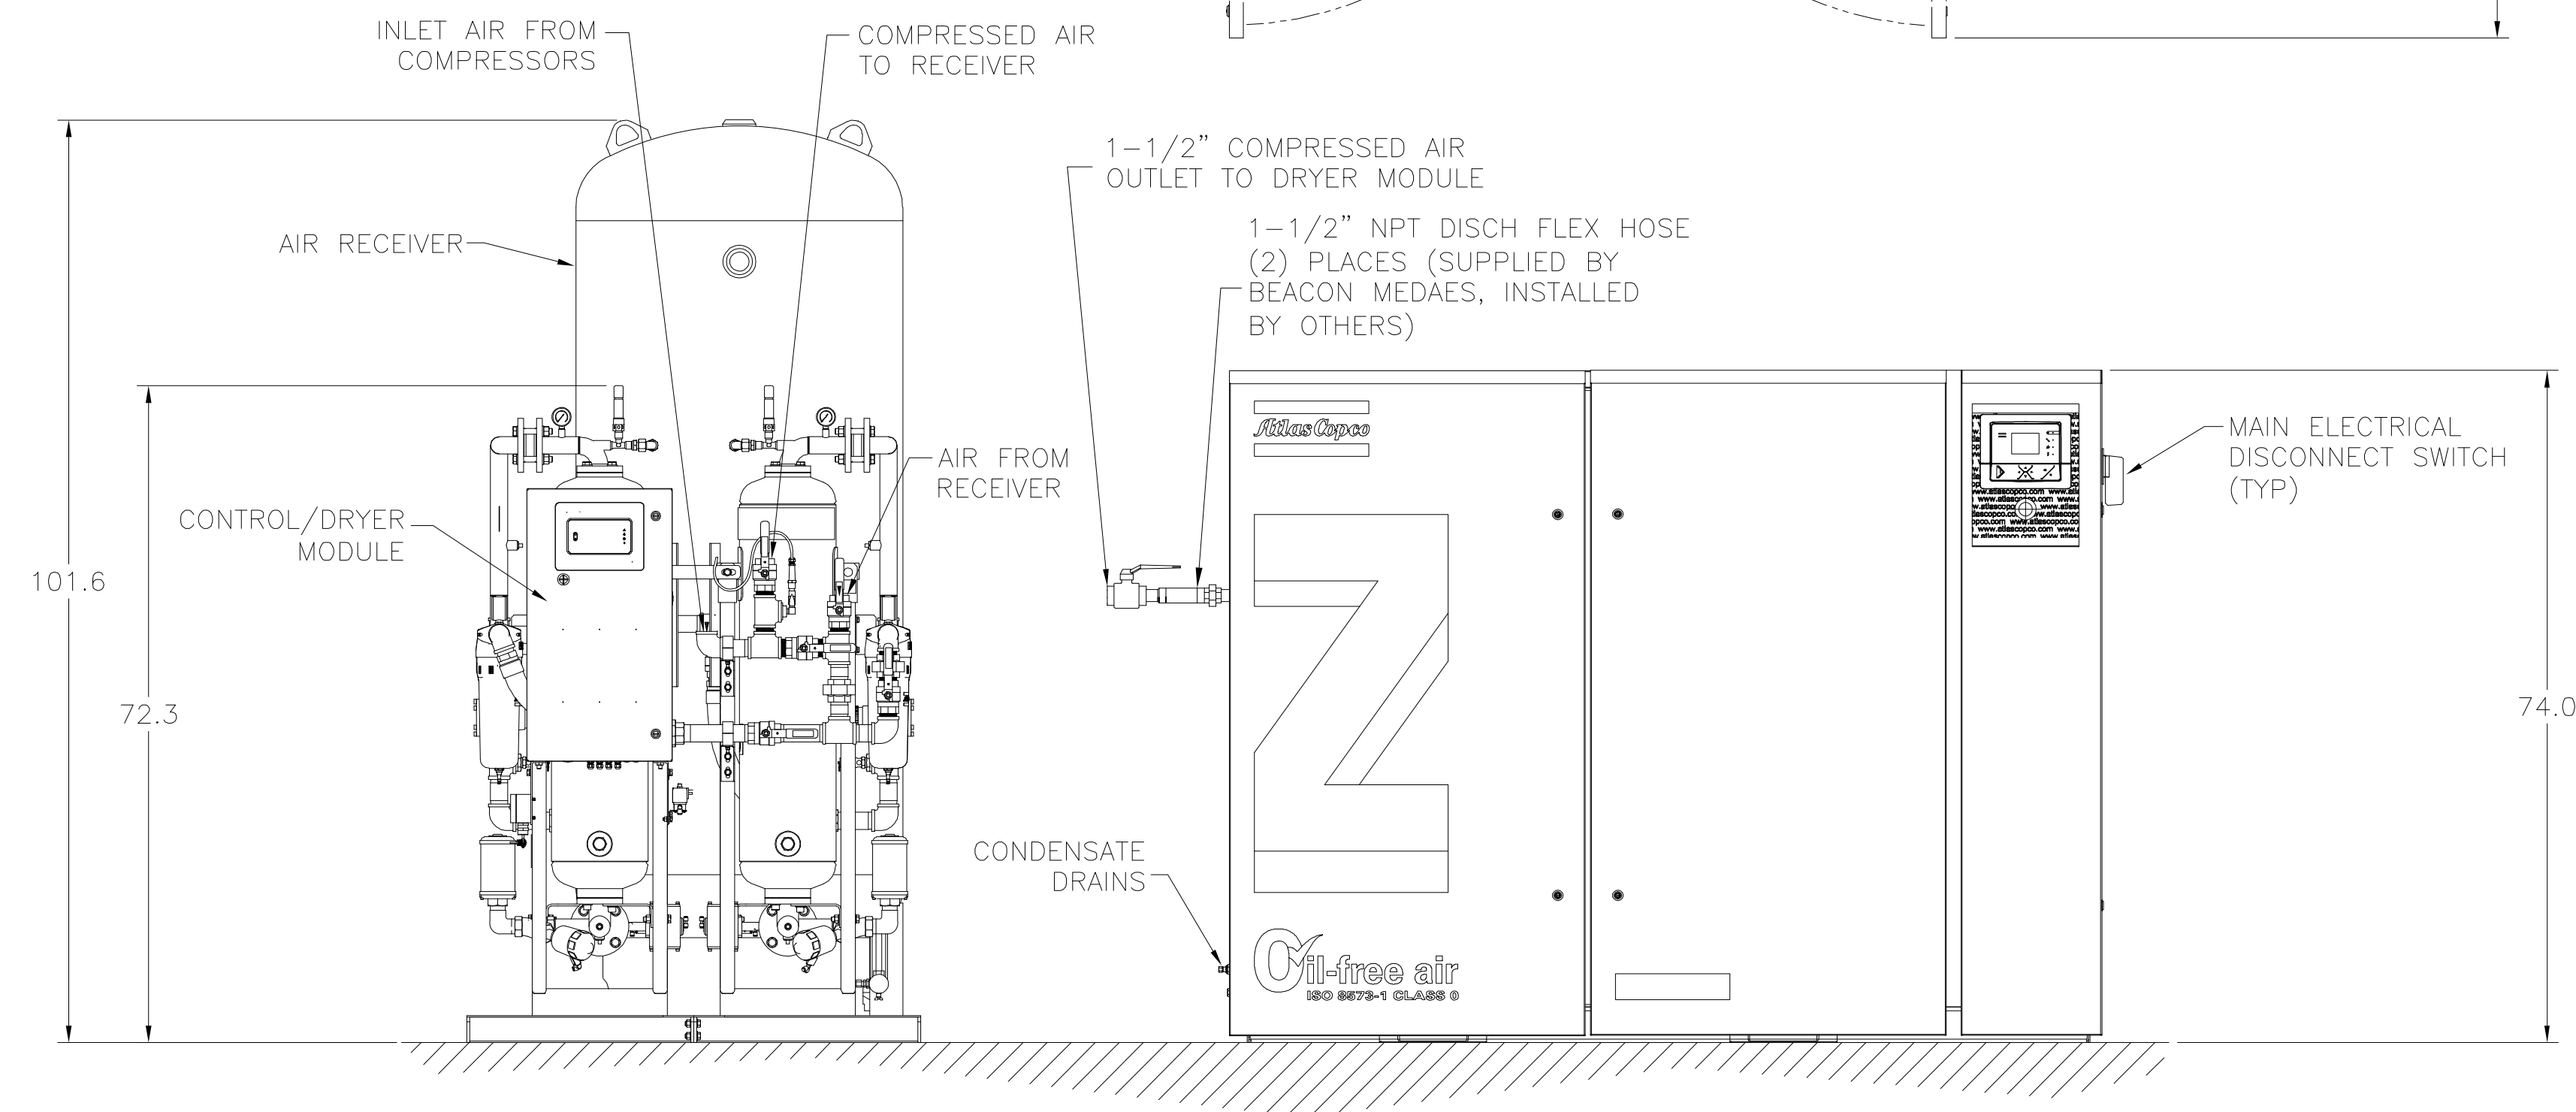 INLET AIR FROM
COMPRESSORS
COMPRESSED AIR
TO RECEIVER
1-1/2" COMPRESSED AIR
OUTLET TO DRYER MODULE
1-1/2" NPT DISCH FLEX HOSE
(2) PLACES (SUPPLIED BY
BEACON MEDAES, INSTALLED
BY OTHERS)
AIR RECEIVER
Atlas Copco
MAIN ELECTRICAL
DISCONNECT SWITCH
(TYP)
AIR FROM
RECEIVER
www.atlascopco.com
CONTROL/DRYER
MODULE
101.6
72.3
74.0
Z
CONDENSATE
DRAINS
Oil-free air
ISO 8573-1 CLASS 0